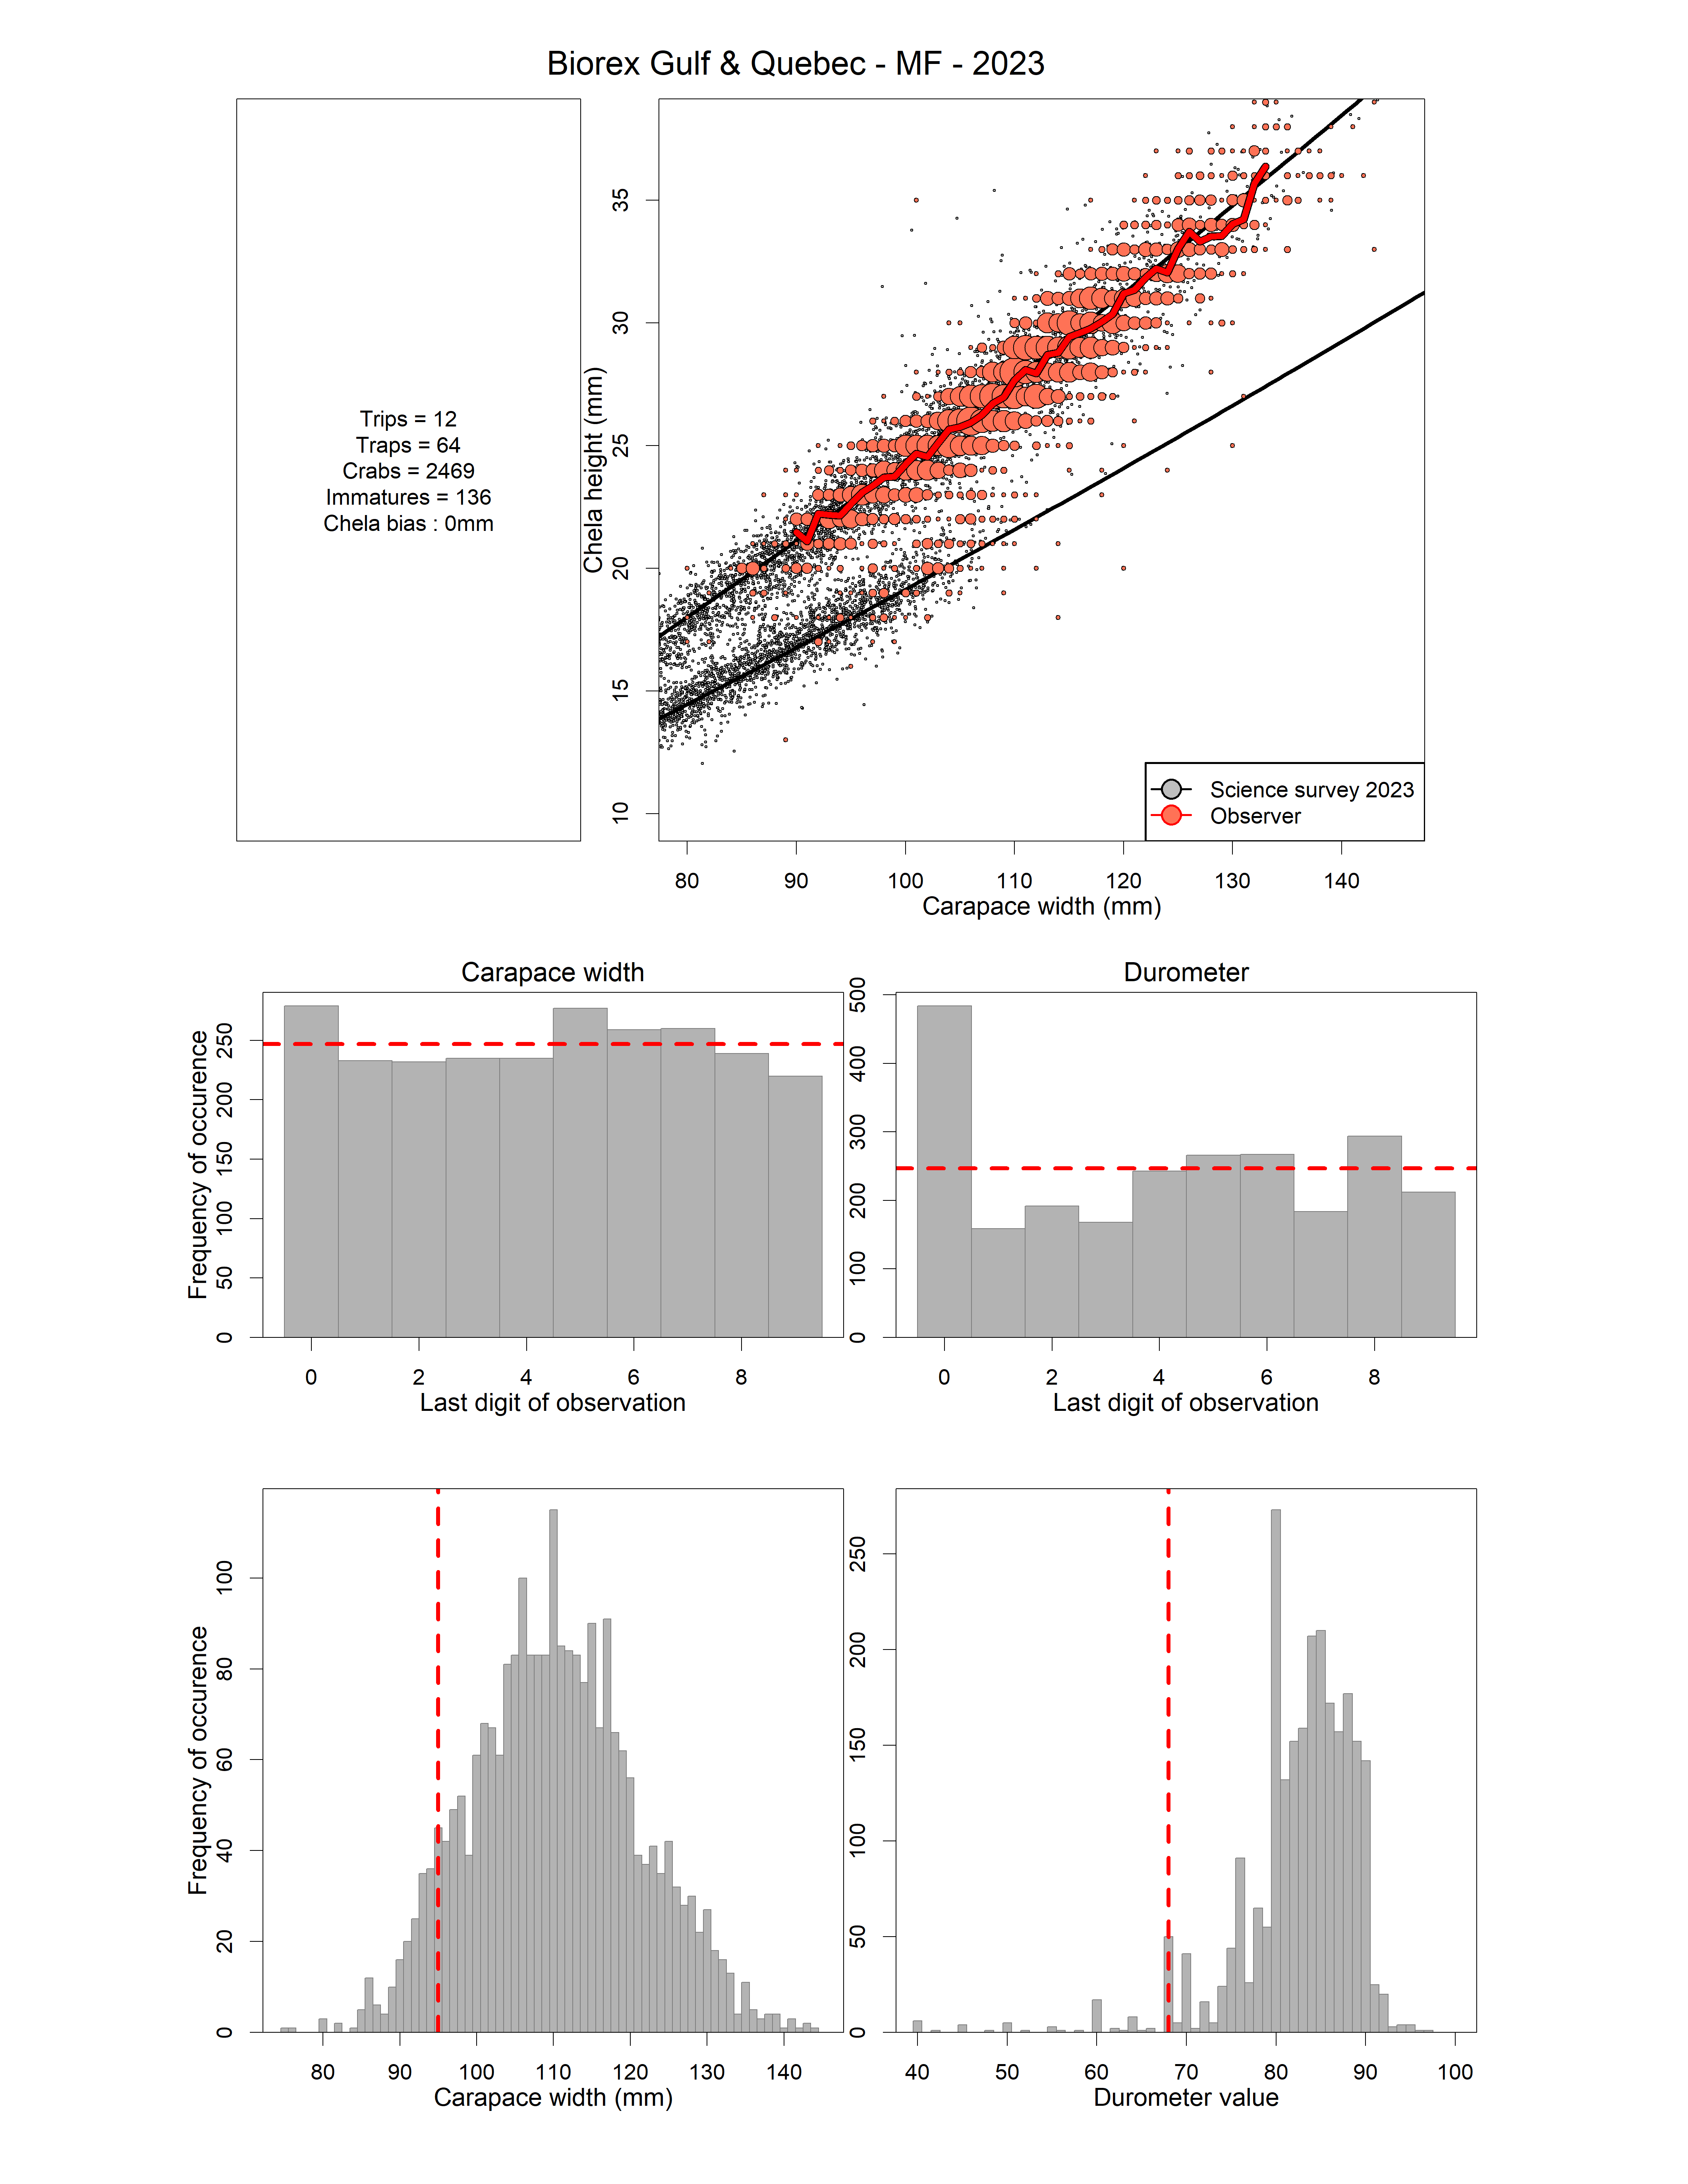 Biorex Gulf & Quebec - MF - 2023
Trips = 12
Traps = 64
Crabs = 2469
Immatures = 136
Chela bias : 0mm
Chela height (mm)
35
30
25
20
15
10
Science survey 2023
Observer
80 90 100 110 120 130 140
Carapace width (mm)
Carapace width
Frequency of occurence
250
200
150
100
50
0
0 2 4 6 8
Last digit of observation
Durometer
500
400
300
200
100
0
0 2 4 6 8
Last digit of observation
Frequency of occurence
100
80
60
40
20
0
80 90 100 110 120 130 140
Carapace width (mm)
250
200
150
100
50
0
40 50 60 70 80 90 100
Durometer value